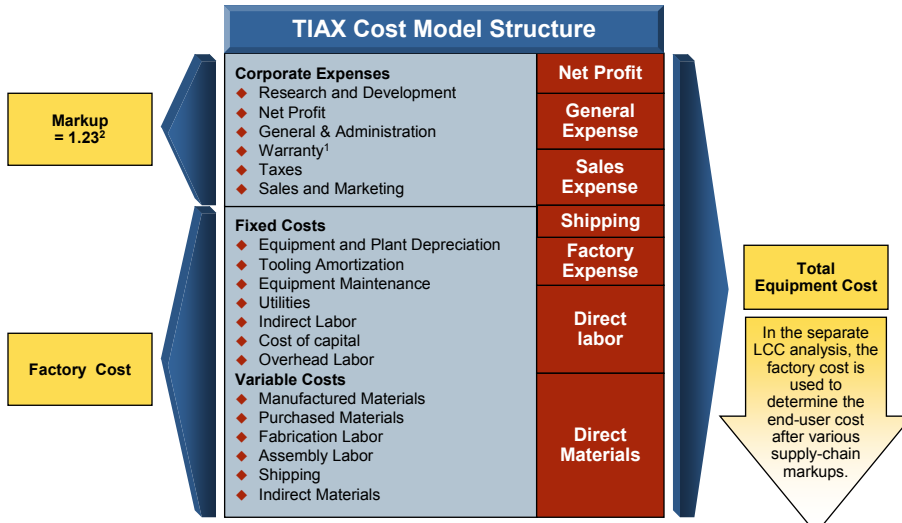 TIAX Cost Model Structure
Markup
= 1.23²
Factory Cost
Corporate Expenses
◆ Research and Development
◆ Net Profit
◆ General & Administration
◆ Warranty¹
◆ Taxes
◆ Sales and Marketing
Fixed Costs
◆ Equipment and Plant Depreciation
◆ Tooling Amortization
◆ Equipment Maintenance
◆ Utilities
◆ Indirect Labor
◆ Cost of capital
◆ Overhead Labor
Variable Costs
◆ Manufactured Materials
◆ Purchased Materials
◆ Fabrication Labor
◆ Assembly Labor
◆ Shipping
◆ Indirect Materials
Net Profit
General
Expense
Sales
Expense
Shipping
Factory
Expense
Direct
labor
Direct
Materials
Total
Equipment Cost
In the separate
LCC analysis, the
factory cost is
used to
determine the
end-user cost
after various
supply-chain
markups.